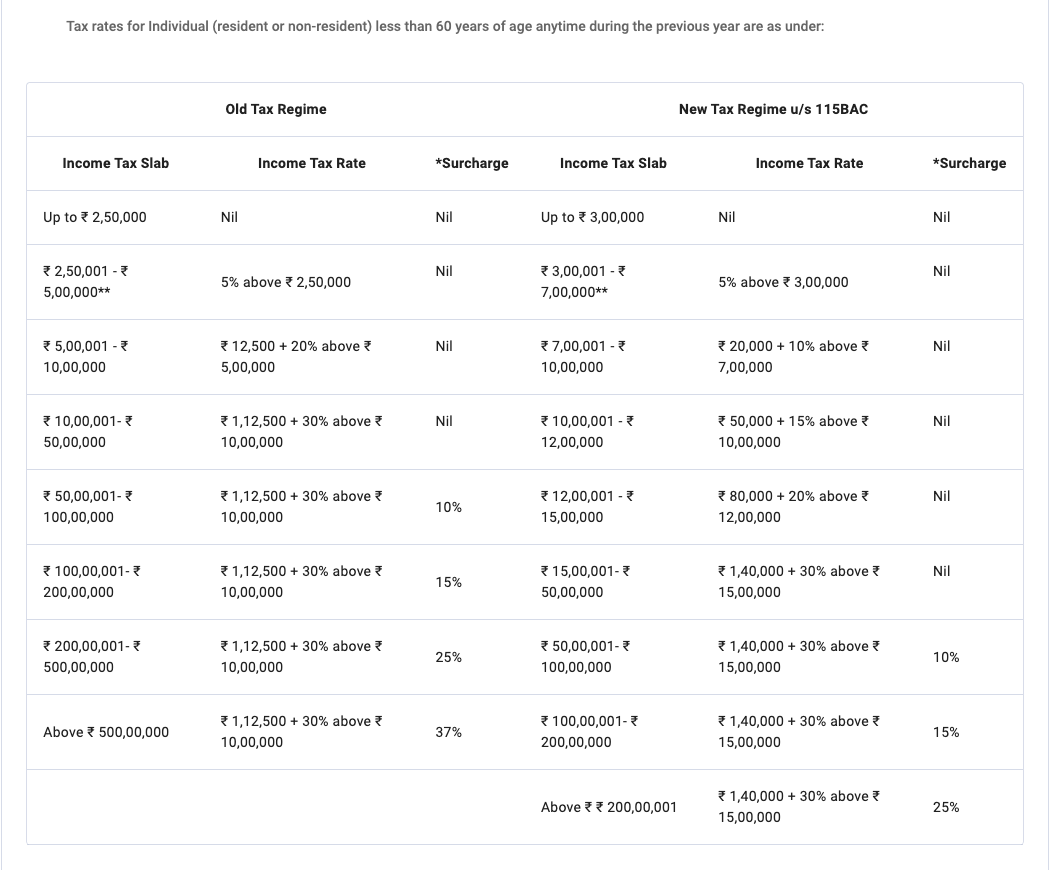 Tax rates for Individual (resident or non-resident) less than 60 years of age anytime during the previous year are as under:
Old Tax Regime New Tax Regime u/s 115BAC
Income Tax Slab Income Tax Rate *Surcharge Income Tax Slab Income Tax Rate *Surcharge
Up to ₹ 2,50,000 Nil Nil Up to ₹ 3,00,000 Nil Nil
₹ 2,50,001 - ₹
5,00,000**
5% above ₹ 2,50,000
Nil
₹ 3,00,001 - ₹
7,00,000**
5% above ₹ 3,00,000
Nil
₹ 5,00,001 - ₹
10,00,000
₹ 12,500 + 20% above ₹
5,00,000
Nil
₹ 7,00,001 - ₹
10,00,000
₹ 20,000 + 10% above ₹
7,00,000
Nil
₹ 10,00,001- ₹
50,00,000
₹ 1,12,500 + 30% above ₹
10,00,000
Nil
₹ 10,00,001 - ₹
12,00,000
₹ 50,000 + 15% above ₹
10,00,000
Nil
₹ 50,00,001- ₹
100,00,000
₹ 1,12,500 + 30% above ₹
10,00,000
10%
₹ 12,00,001 - ₹
15,00,000
₹ 80,000 + 20% above ₹
12,00,000
Nil
₹ 100,00,001- ₹
200,00,000
₹ 1,12,500 + 30% above ₹
10,00,000
15%
₹ 15,00,001- ₹
50,00,000
₹ 1,40,000 + 30% above ₹
15,00,000
Nil
₹ 200,00,001- ₹
500,00,000
₹ 1,12,500 + 30% above ₹
10,00,000
25%
₹ 50,00,001- ₹
100,00,000
₹ 1,40,000 + 30% above ₹
15,00,000
10%
Above ₹ 500,00,000
₹ 1,12,500 + 30% above ₹
10,00,000
37%
₹ 100,00,001- ₹
200,00,000
₹ 1,40,000 + 30% above ₹
15,00,000
15%
Above ₹ ₹ 200,00,001
₹ 1,40,000 + 30% above ₹
15,00,000
25%